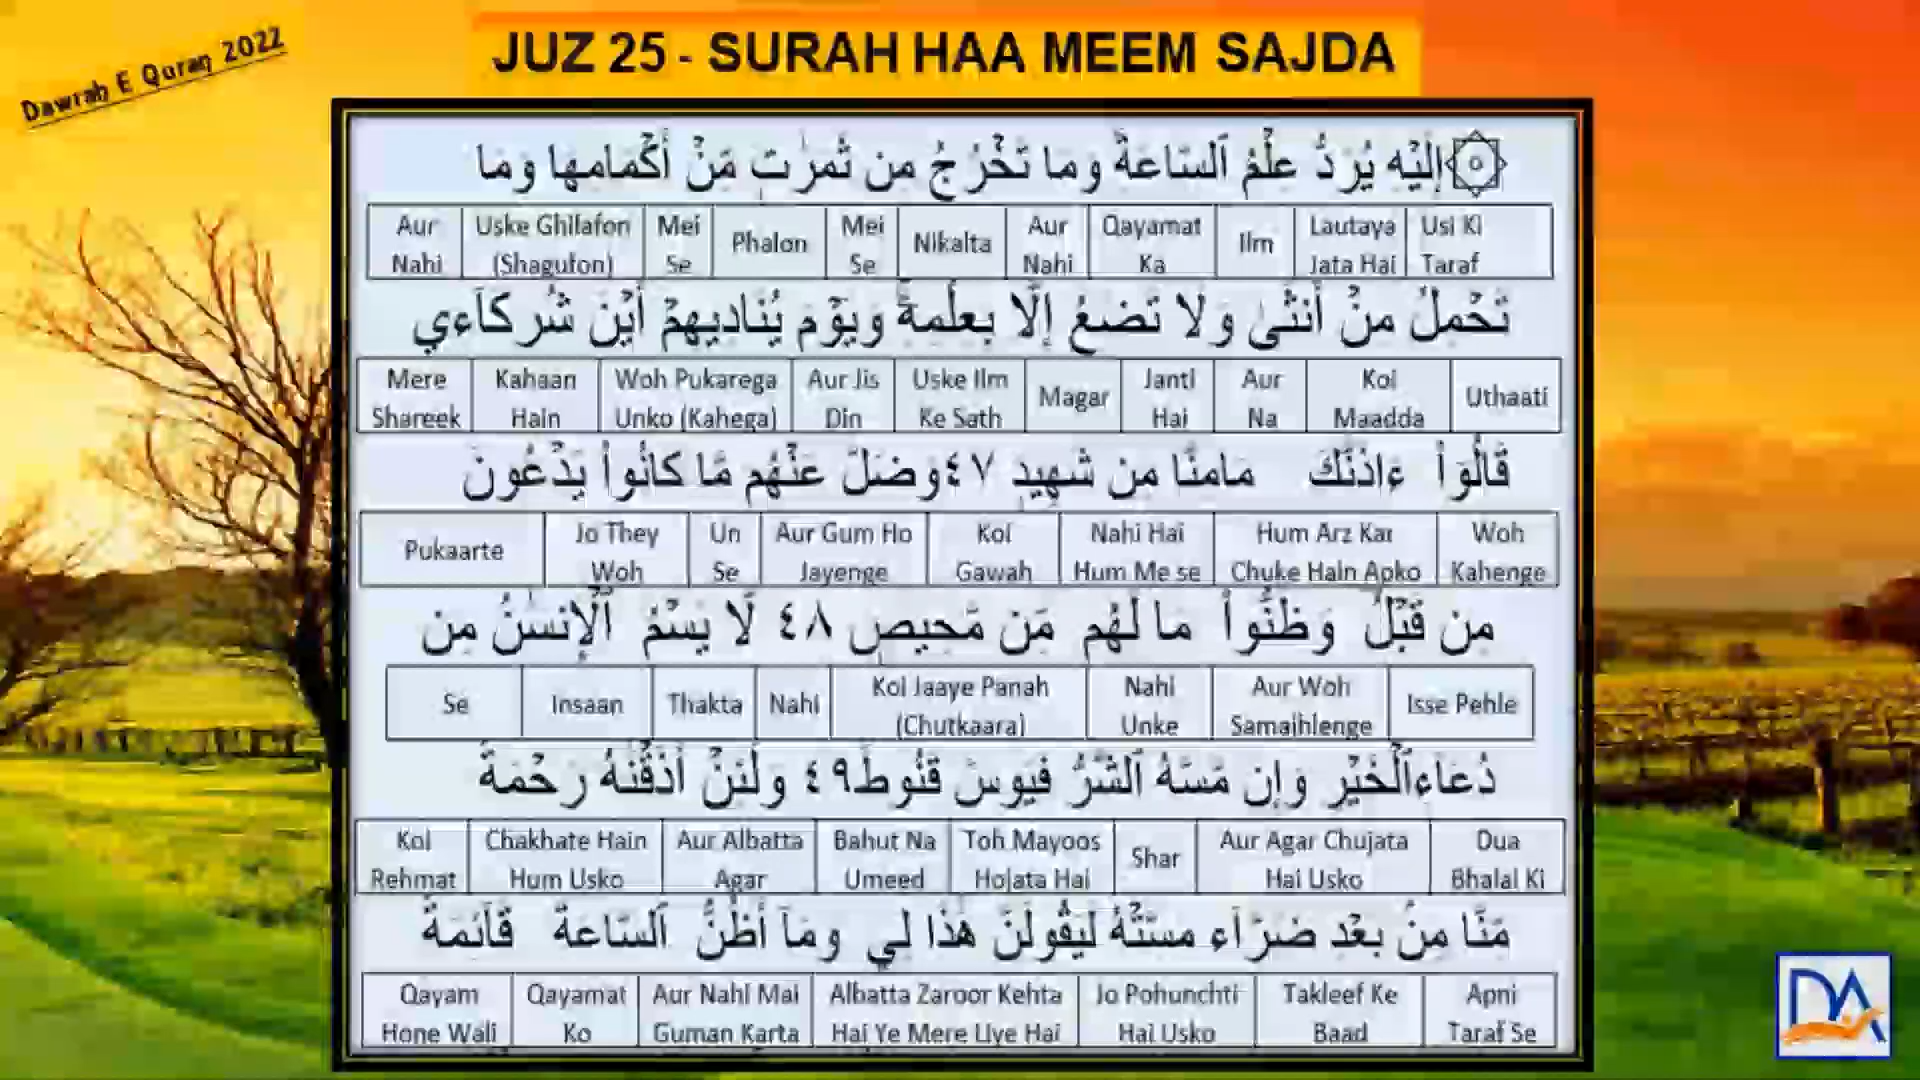 Dawrah E Quran 2022
JUZ 25 - SURAH HAA MEEM SAJDA
۞ إِلَيْهِ يُرَدُّ عِلْمُ ٱلسَّاعَةِ وَمَا تَخْرُجُ مِن ثَمَرَٰتٍ مِّنْ أَكْمَامِهَا وَمَا
Aur Nahi | Uske Ghilafon (Shagufon) | Mei Se | Phalon | Mei Se | Nikalta | Aur Nahi | Qayamat Ka | Ilm | Lautaya Jata Hai | Usi Ki Taraf
تَحْمِلُ مِنْ أُنثَىٰ وَلَا تَضَعُ إِلَّا بِعِلْمِهِۦ وَيَوْمَ يُنَادِيهِمْ أَيْنَ شُرَكَآءِي
Mere Shareek | Kahaan Hain | Woh Pukarega Unko (Kahega) | Aur Jis Din | Uske Ilm Ke Sath | Magar | Janti Hai | Aur Na | Koi Maadda | Uthaati
قَالُوٓا۟ ءَاذَنَّٰكَ مَامِنَّا مِن شَهِيدٍ ٤٧ وَضَلَّ عَنْهُم مَّا كَانُوا۟ يَدْعُونَ
Pukaarte | Jo They Woh | Un Se | Aur Gum Ho Jayenge | Koi Gawah | Nahi Hai Hum Me se | Hum Arz Kar Chuke Hain Apko | Woh Kahenge
مِن قَبْلُ وَظَنُّوا۟ مَا لَهُم مِّن مَّحِيصٍ ٤٨ لَّا يَسْـَٔمُ ٱلْإِنسَٰنُ مِن
Se | Insaan | Thakta | Nahi | Koi Jaaye Panah (Chutkaara) | Nahi Unke | Aur Woh Samajhlenge | Isse Pehle
دُعَآءِ ٱلْخَيْرِ وَإِن مَّسَّهُ ٱلشَّرُّ فَيَـُٔوسٌ قَنُوطٌ ٤٩ وَلَئِنْ أَذَقْنَٰهُ رَحْمَةً
Koi Rehmat | Chakhate Hain Hum Usko | Aur Albatta Agar | Bahut Na Umeed | Toh Mayoos Hojata Hai | Shar | Aur Agar Chujata Hai Usko | Dua Bhalai Ki
مِّنَّا مِنۢ بَعْدِ ضَرَّآءَ مَسَّتْهُ لَيَقُولَنَّ هَٰذَا لِي وَمَآ أَظُنُّ ٱلسَّاعَةَ قَآئِمَةً
Qayam Hone Wali | Qayamat Ko | Aur Nahi Mai Guman Karta | Albatta Zaroor Kehta Hai Ye Mere Liye Hai | Jo Pohunchti Hai Usko | Takleef Ke Baad | Apni Taraf Se
DA